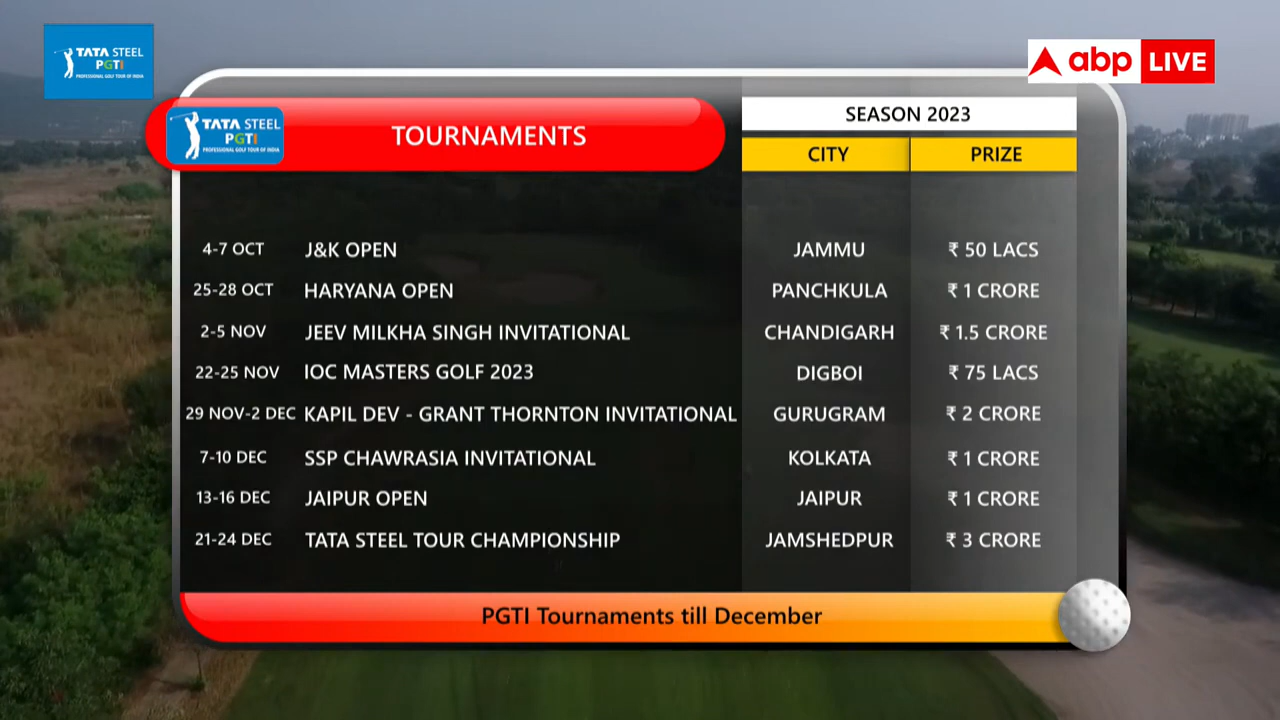 TATA STEEL
PGTI
PROFESSIONAL GOLF TOUR OF INDIA
abp LIVE
TATA STEEL
PGTI
PROFESSIONAL GOLF TOUR OF INDIA
TOURNAMENTS
SEASON 2023
CITY PRIZE
4-7 OCT J&K OPEN JAMMU ₹ 50 LACS
25-28 OCT HARYANA OPEN PANCHKULA ₹ 1 CRORE
2-5 NOV JEEV MILKHA SINGH INVITATIONAL CHANDIGARH ₹ 1.5 CRORE
22-25 NOV IOC MASTERS GOLF 2023 DIGBOI ₹ 75 LACS
29 NOV-2 DEC KAPIL DEV - GRANT THORNTON INVITATIONAL GURUGRAM ₹ 2 CRORE
7-10 DEC SSP CHAWRASIA INVITATIONAL KOLKATA ₹ 1 CRORE
13-16 DEC JAIPUR OPEN JAIPUR ₹ 1 CRORE
21-24 DEC TATA STEEL TOUR CHAMPIONSHIP JAMSHEDPUR ₹ 3 CRORE
PGTI Tournaments till December